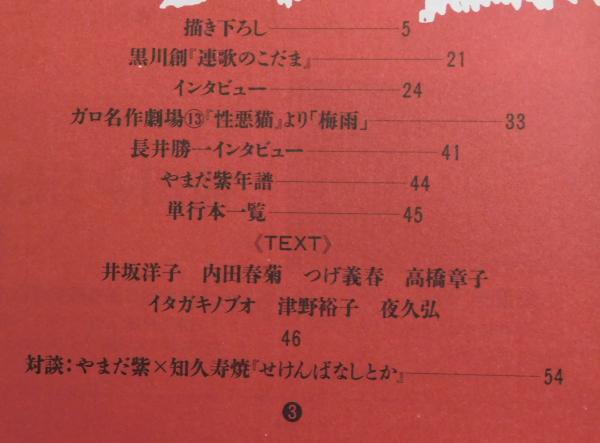 描き下ろし―――5
黒川創『連歌のこだま』―――21
インタビュー―――24
ガロ名作劇場⑬『性悪猫』より「梅雨」―――33
長井勝一インタビュー―――41
やまだ紫年譜―――44
単行本一覧―――45
《TEXT》
井坂洋子 内田春菊 つげ義春 高橋章子
イタガキノブオ 津野裕子 夜久弘
46
対談：やまだ紫×知久寿焼『せけんばなしとか』―――54
❸